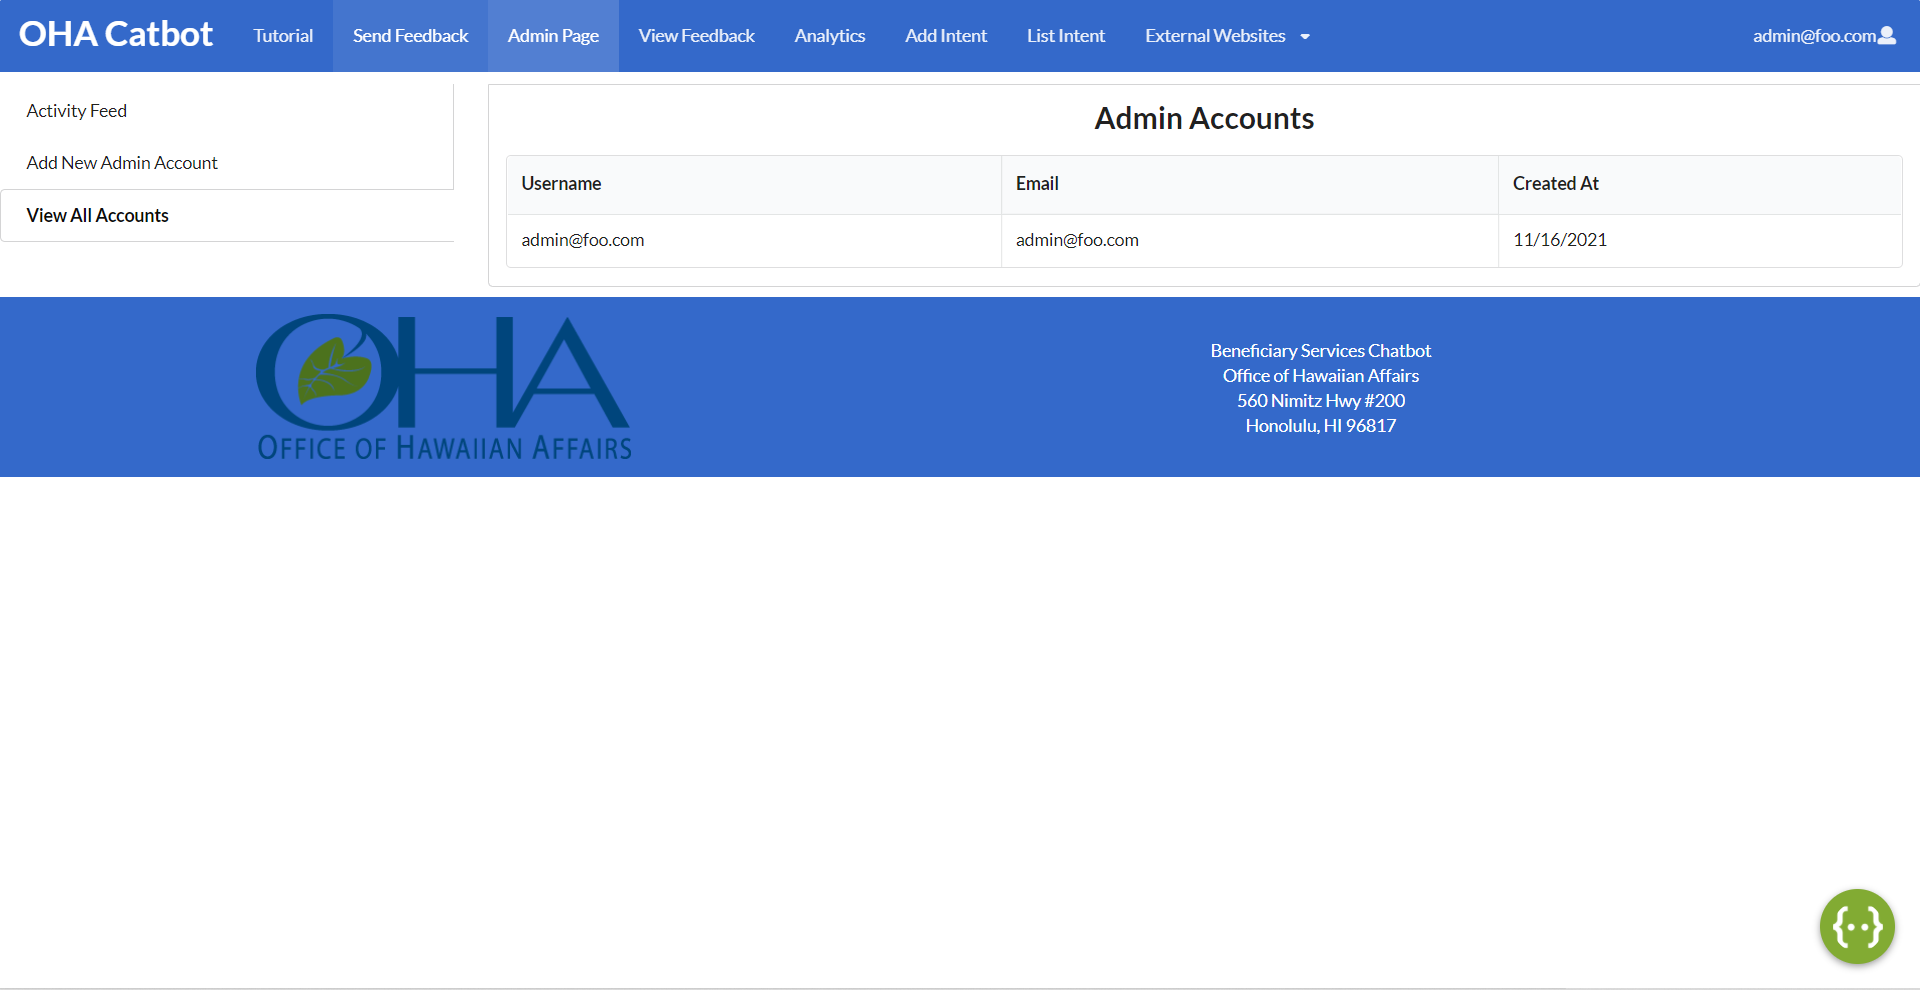 OHA Catbot Tutorial Send Feedback Admin Page View Feedback Analytics Add Intent List Intent External Websites admin@foo.com
Activity Feed
Add New Admin Account
View All Accounts
Admin Accounts
Username Email Created At
admin@foo.com admin@foo.com 11/16/2021
OHA
OFFICE OF HAWAIIAN AFFAIRS
Beneficiary Services Chatbot
Office of Hawaiian Affairs
560 Nimitz Hwy #200
Honolulu, HI 96817
{··}